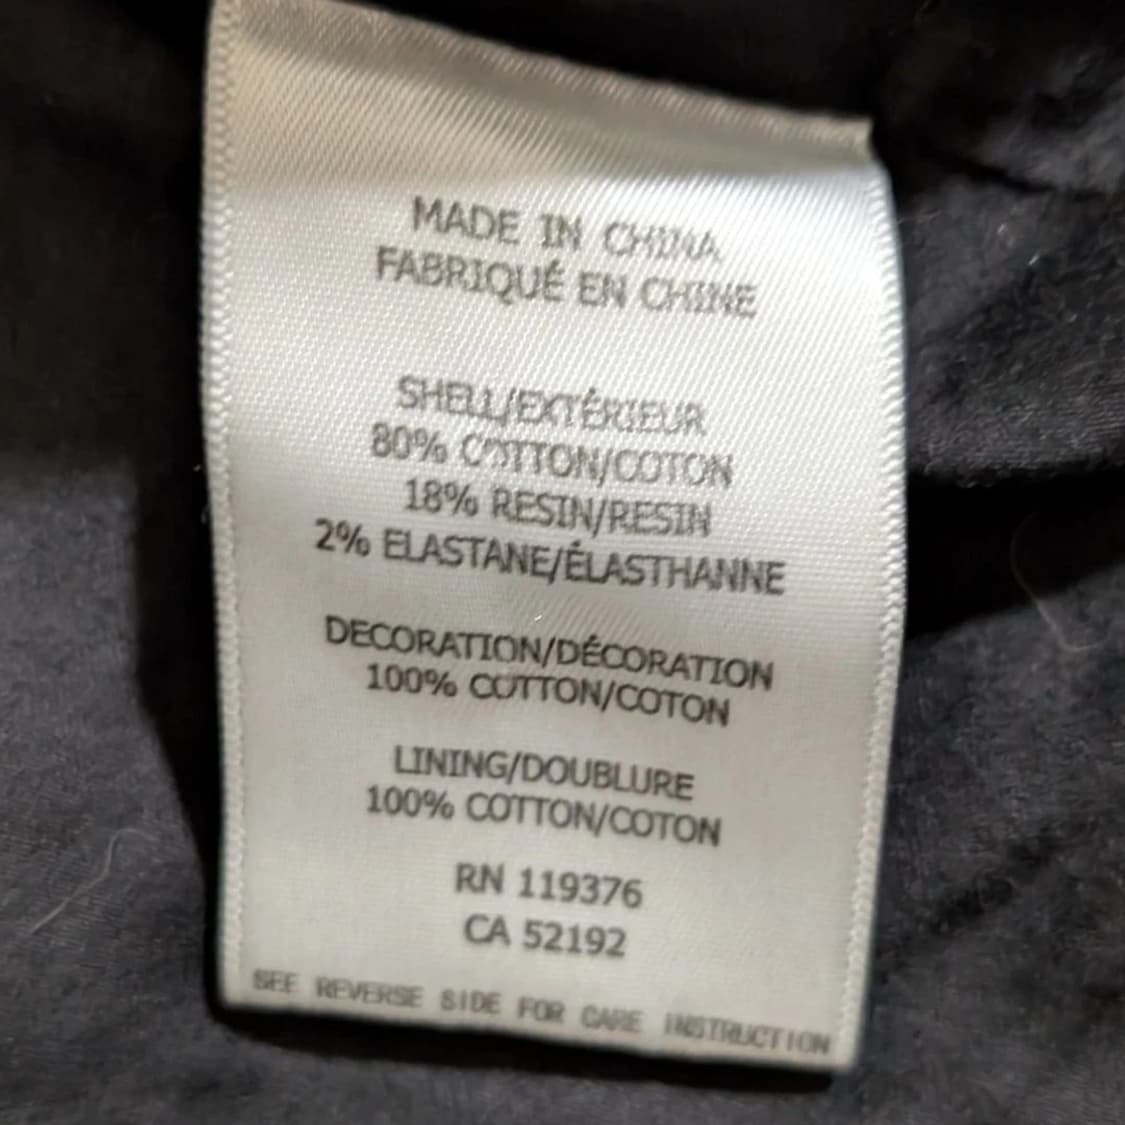 MADE IN CHINA
FABRIQUÉ EN CHINE
SHELL/EXTÉRIEUR
80% COTTON/COTON
18% RESIN/RESIN
2% ELASTANE/ÉLASTHANNE
DECORATION/DÉCORATION
100% COTTON/COTON
LINING/DOUBLURE
100% COTTON/COTON
RN 119376
CA 52192
SEE REVERSE SIDE FOR CARE INSTRUCTION